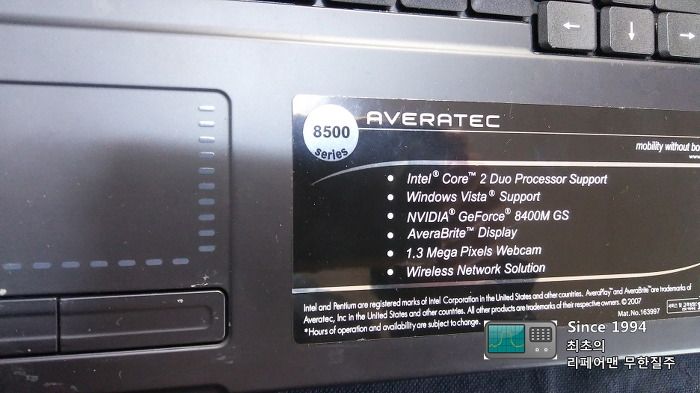 ← ↓ →
8500
series
AVERATEC
mobility without
Intel® Core™ 2 Duo Processor Support
Windows Vista® Support
NVIDIA® GeForce® 8400M GS
AveraBrite™ Display
1.3 Mega Pixels Webcam
Wireless Network Solution
Intel and Pentium are registered marks of Intel Corporation in the United States and other countries. AveraPlay™ and AveraBrite™ are trademarks of
Averatec, Inc in the United States and other countries. All other products are trademarks of their respective owners. © 2007
*Hours of operation and availability are subject to change.
Mat.No.163997
Since 1994
최초의
리페어맨 무한질주